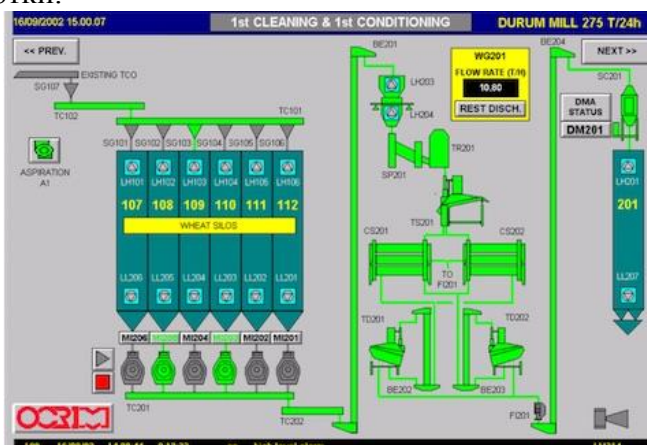 16/09/2002 15.00.07
1st CLEANING & 1st CONDITIONING
DURUM MILL 275 T/24h
<< PREV.
BE201
WG201
FLOW RATE (T/H)
10.80
REST DISCH.
BE204
NEXT >>
SG107
EXISTING TCO
LH203
SC201
TC102
TC101
LH204
DMA
STATUS
DM201
SG101 SG102 SG103 SG104 SG105 SG106
TR201
SP201
ASPIRATION
A1
LH101 LH102 LH103 LH104 LH105 LH106
LH201
107 108 109 110 111 112
201
WHEAT SILOS
TS201
CS201
CS202
TO
FI201
LL206 LL205 LL204 LL203 LL202 LL201
LL207
TD201
TD202
MI206 MI204 MI202 MI201
BE202
BE203
TC201
TC202
FI201
OCRIM